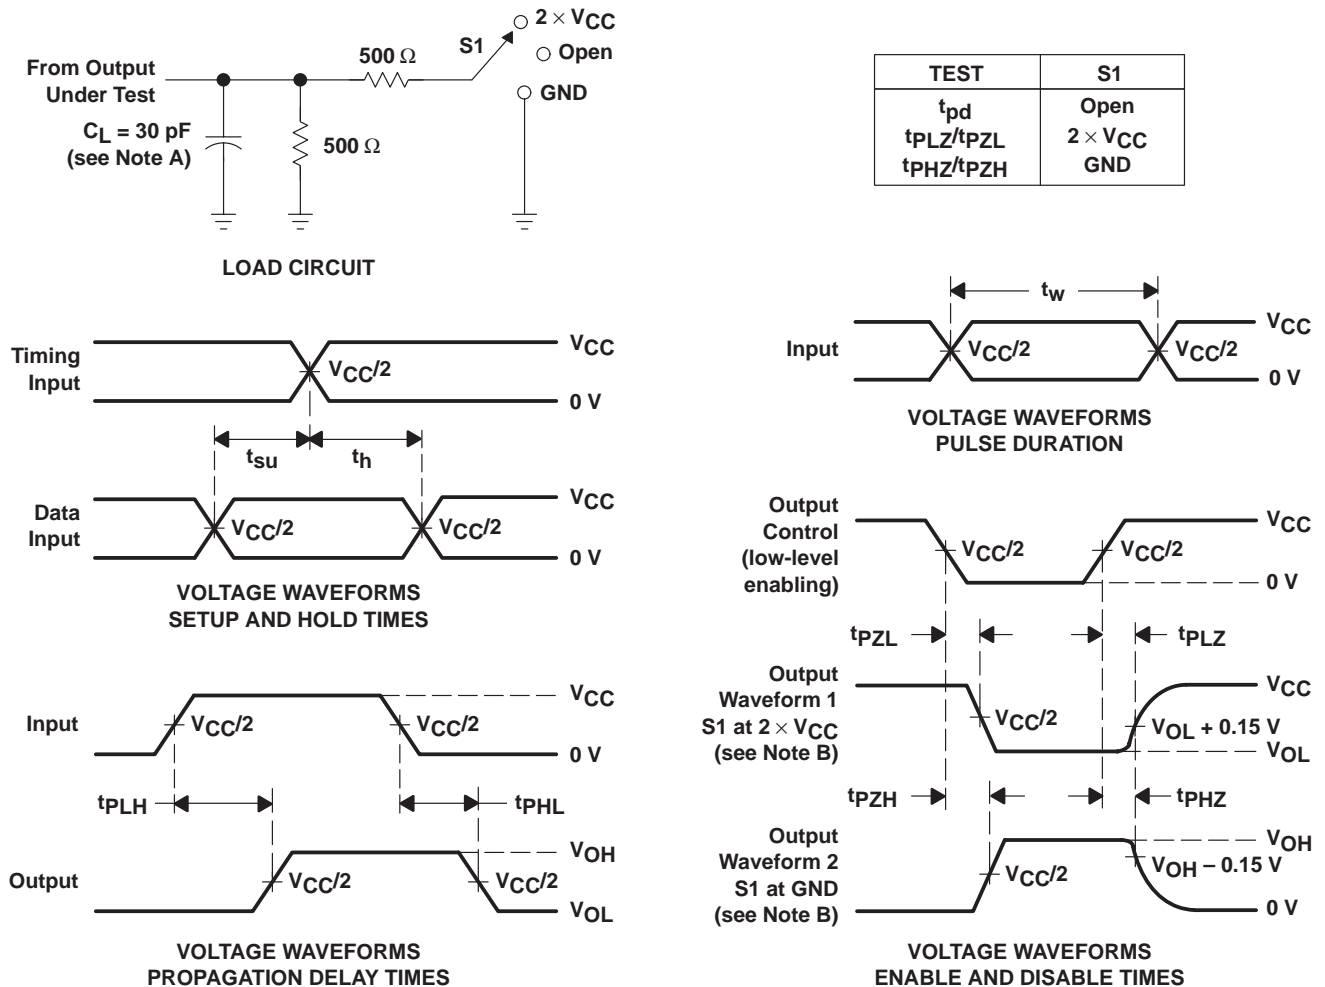 From Output
Under Test
CL = 30 pF
(see Note A)
500 Ω
500 Ω
S1
2 × VCC
Open
GND
LOAD CIRCUIT
TEST S1
tpd Open
tPLZ/tPZL 2 × VCC
tPHZ/tPZH GND
Timing
Input
VCC/2
VCC
0 V
tsu
th
Data
Input
VCC/2
VCC/2
VCC
0 V
VOLTAGE WAVEFORMS
SETUP AND HOLD TIMES
tw
Input
VCC/2
VCC/2
VCC
0 V
VOLTAGE WAVEFORMS
PULSE DURATION
Input
VCC/2
VCC/2
VCC
0 V
tPLH
tPHL
Output
VCC/2
VCC/2
VOH
VOL
VOLTAGE WAVEFORMS
PROPAGATION DELAY TIMES
Output
Control
(low-level
enabling)
VCC/2
VCC/2
VCC
0 V
tPZL
tPLZ
Output
Waveform 1
S1 at 2 × VCC
(see Note B)
VCC/2
VCC
VOL + 0.15 V
VOL
tPZH
tPHZ
Output
Waveform 2
S1 at GND
(see Note B)
VCC/2
VOH
VOH – 0.15 V
0 V
VOLTAGE WAVEFORMS
ENABLE AND DISABLE TIMES